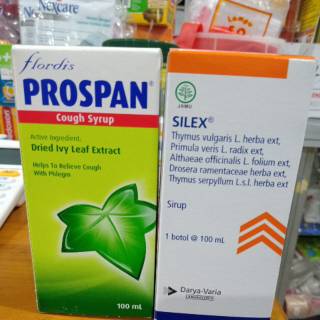 Nexcare
flordis
PROSPAN®
Cough Syrup
Active Ingredient:
Dried Ivy Leaf Extract
Helps To Relieve Cough
With Phlegm
100 mL
JAMU
SILEX®
Thymus vulgaris L. herba ext,
Primula veris L. radix ext,
Althaeae officinalis L. folium ext,
Drosera ramentaceae herba ext,
Thymus serpyllum L.s.l. herba ext
Sirup
1 botol @ 100 mL
Darya-Varia
LABORATORIA